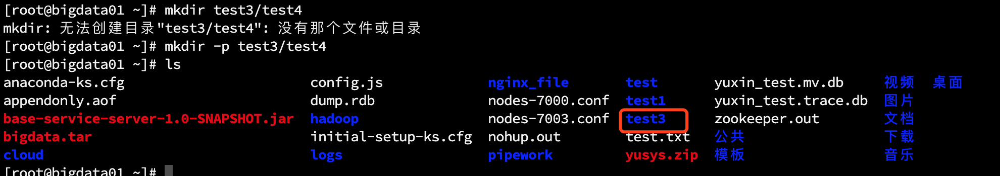 [root@bigdata01 ~]# mkdir test3/test4
mkdir: 无法创建目录"test3/test4": 没有那个文件或目录
[root@bigdata01 ~]# mkdir -p test3/test4
[root@bigdata01 ~]# ls
anaconda-ks.cfg config.js nginx_file test yuxin_test.mv.db 视频 桌面
appendonly.aof dump.rdb nodes-7000.conf test1 yuxin_test.trace.db 图片
base-service-server-1.0-SNAPSHOT.jar hadoop nodes-7003.conf test3 zookeeper.out 文档
bigdata.tar initial-setup-ks.cfg nohup.out test.txt 公共 下载
cloud logs pipework yusys.zip 模板 音乐
[root@bigdata01 ~]#